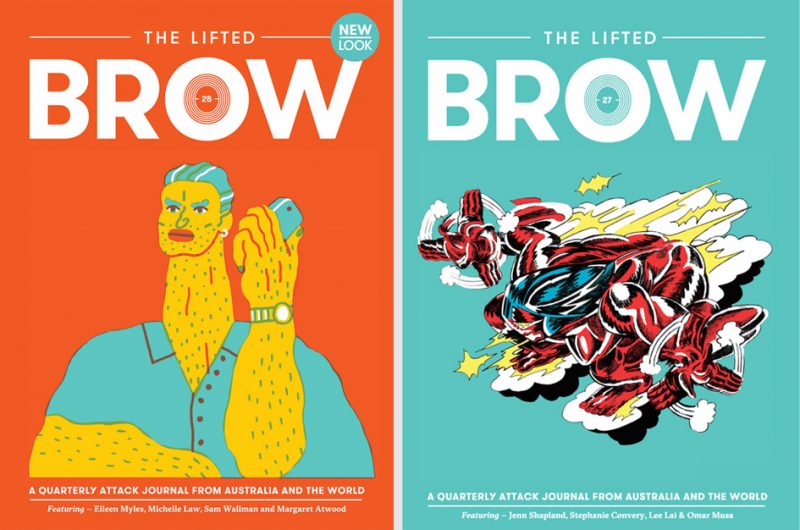 THE LIFTED
NEW
LOOK
BROW
25
A QUARTERLY ATTACK JOURNAL FROM AUSTRALIA AND THE WORLD
Featuring – Eileen Myles, Michelle Law, Sam Wallman and Margaret Atwood
THE LIFTED
BROW
27
A QUARTERLY ATTACK JOURNAL FROM AUSTRALIA AND THE WORLD
Featuring – Jenn Shapland, Stephanie Convery, Lee Lai & Omar Musa